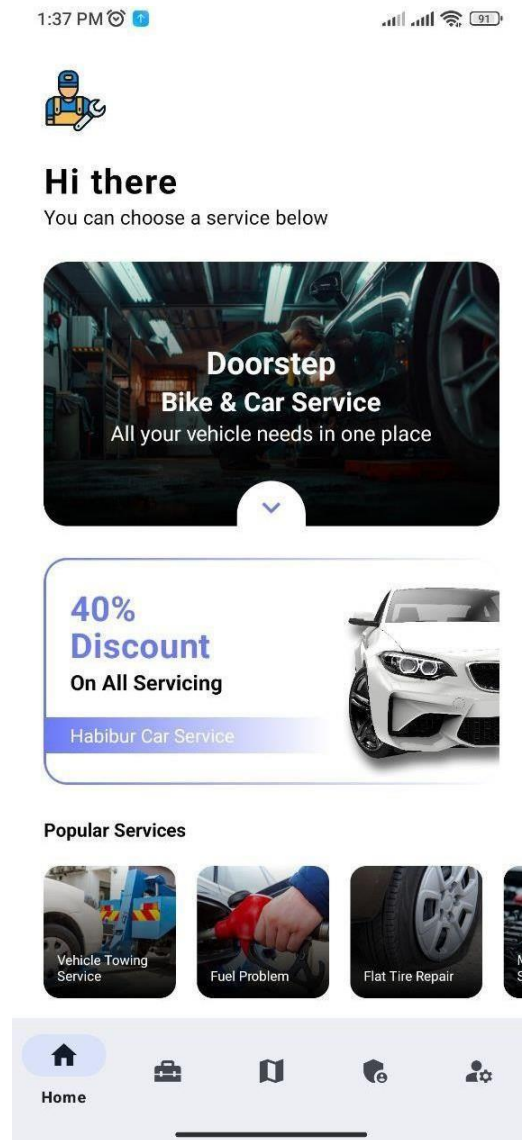 1:37 PM
91
Hi there
You can choose a service below
Doorstep
Bike & Car Service
All your vehicle needs in one place
40%
Discount
On All Servicing
Habibur Car Service
Popular Services
Vehicle Towing
Service
Fuel Problem
Flat Tire Repair
Home